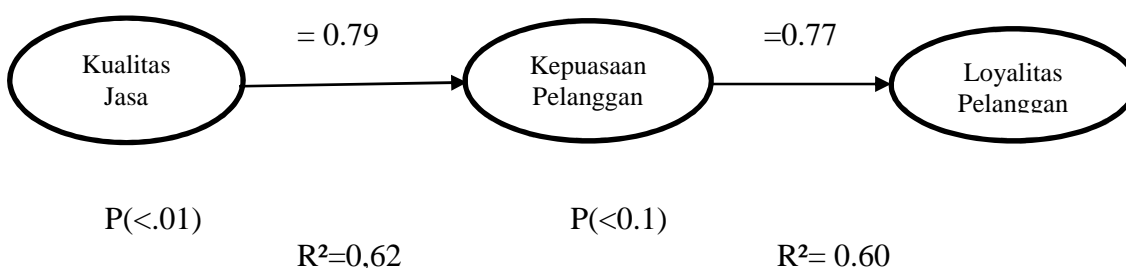 = 0.79
=0.77
Kualitas
Jasa
Kepuasaan
Pelanggan
Loyalitas
Pelanggan
P(<.01)
P(<0.1)
R²=0,62
R²= 0.60